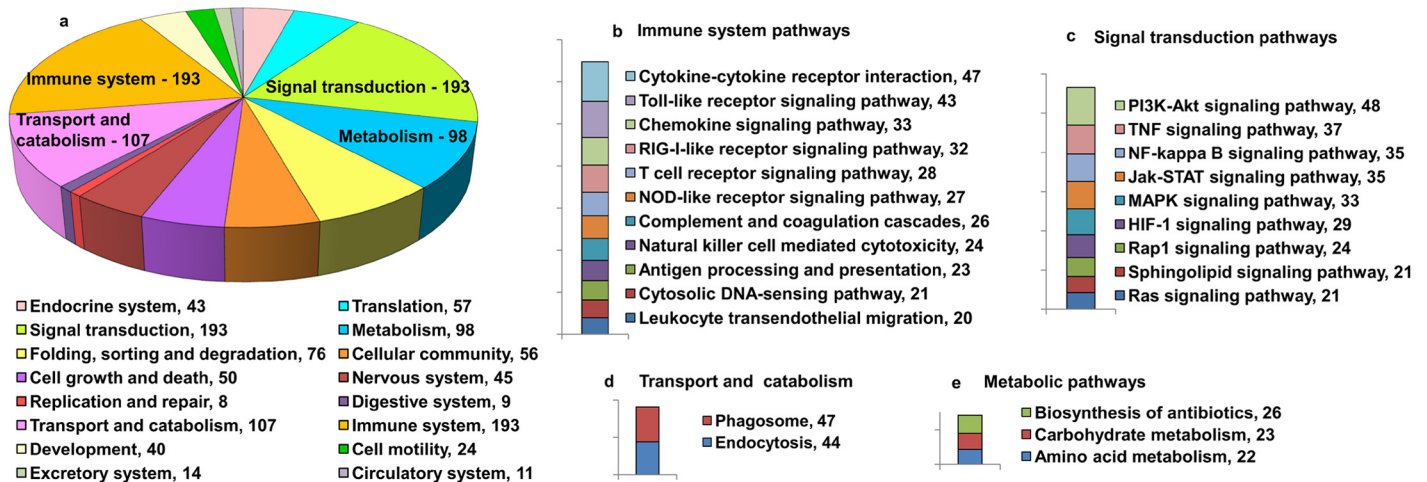 a
Immune system - 193
Signal transduction - 193
Transport and
catabolism - 107
Metabolism - 98
Endocrine system, 43
Translation, 57
Signal transduction, 193
Metabolism, 98
Folding, sorting and degradation, 76
Cellular community, 56
Cell growth and death, 50
Nervous system, 45
Replication and repair, 8
Digestive system, 9
Transport and catabolism, 107
Immune system, 193
Development, 40
Cell motility, 24
Excretory system, 14
Circulatory system, 11
b Immune system pathways
Cytokine-cytokine receptor interaction, 47
Toll-like receptor signaling pathway, 43
Chemokine signaling pathway, 33
RIG-I-like receptor signaling pathway, 32
T cell receptor signaling pathway, 28
NOD-like receptor signaling pathway, 27
Complement and coagulation cascades, 26
Natural killer cell mediated cytotoxicity, 24
Antigen processing and presentation, 23
Cytosolic DNA-sensing pathway, 21
Leukocyte transendothelial migration, 20
c Signal transduction pathways
PI3K-Akt signaling pathway, 48
TNF signaling pathway, 37
NF-kappa B signaling pathway, 35
Jak-STAT signaling pathway, 35
MAPK signaling pathway, 33
HIF-1 signaling pathway, 29
Rap1 signaling pathway, 24
Sphingolipid signaling pathway, 21
Ras signaling pathway, 21
d Transport and catabolism
Phagosome, 47
Endocytosis, 44
e Metabolic pathways
Biosynthesis of antibiotics, 26
Carbohydrate metabolism, 23
Amino acid metabolism, 22